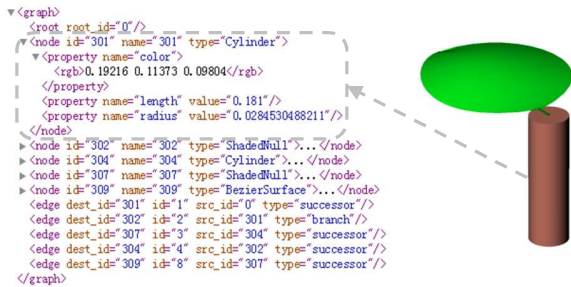 <graph>
<root root_id="0"/>
<node id="301" name="301" type="Cylinder">
<property name="color">
<rgb>0.19216 0.11373 0.09804</rgb>
</property>
<property name="length" value="0.181"/>
<property name="radius" value="0.0284530488211"/>
</node>
<node id="302" name="302" type="ShadedNull">...</node>
<node id="304" name="304" type="Cylinder">...</node>
<node id="307" name="307" type="ShadedNull">...</node>
<node id="309" name="309" type="BezierSurface">...</node>
<edge dest_id="301" id="1" src_id="0" type="successor"/>
<edge dest_id="302" id="2" src_id="301" type="branch"/>
<edge dest_id="307" id="3" src_id="304" type="successor"/>
<edge dest_id="304" id="4" src_id="302" type="successor"/>
<edge dest_id="309" id="8" src_id="307" type="successor"/>
</graph>